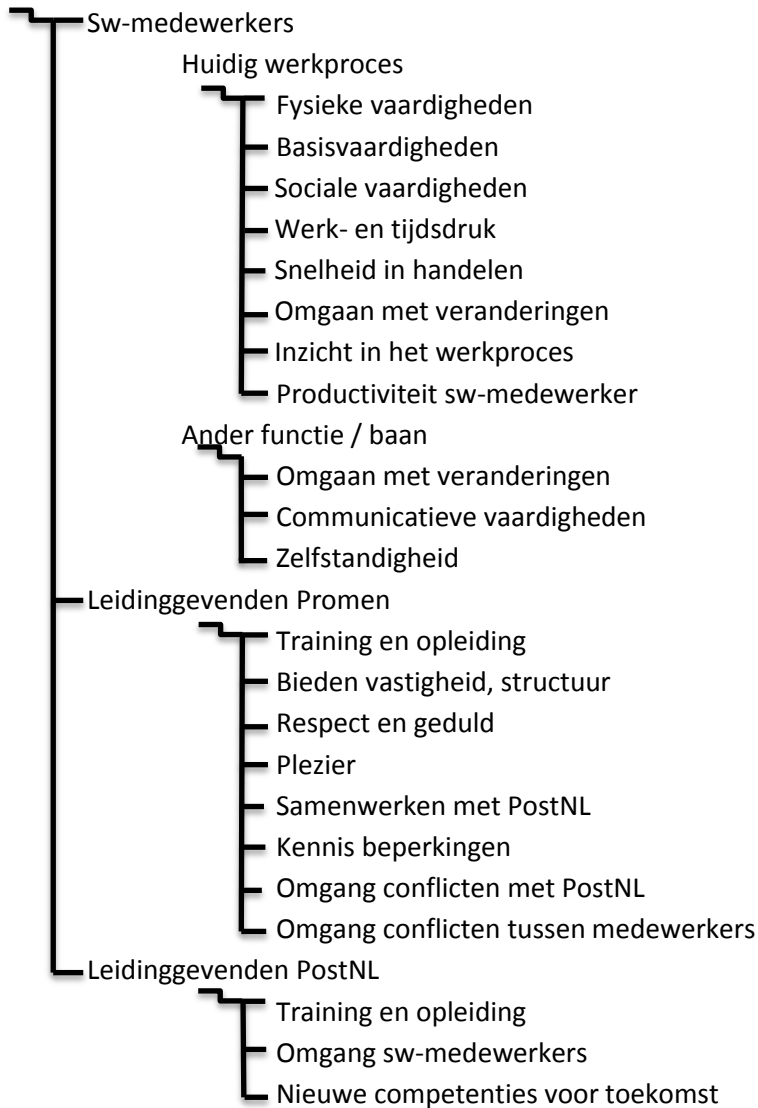 Sw-medewerkers
Huidig werkproces
Fysieke vaardigheden
Basisvaardigheden
Sociale vaardigheden
Werk- en tijdsdruk
Snelheid in handelen
Omgaan met veranderingen
Inzicht in het werkproces
Productiviteit sw-medewerker
Ander functie / baan
Omgaan met veranderingen
Communicatieve vaardigheden
Zelfstandigheid
Leidinggevenden Promen
Training en opleiding
Bieden vastigheid, structuur
Respect en geduld
Plezier
Samenwerken met PostNL
Kennis beperkingen
Omgang conflicten met PostNL
Omgang conflicten tussen medewerkers
Leidinggevenden PostNL
Training en opleiding
Omgang sw-medewerkers
Nieuwe competenties voor toekomst